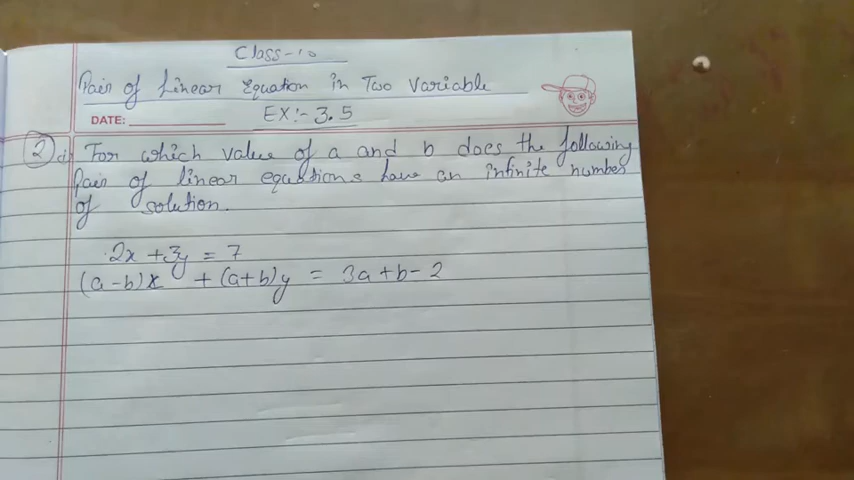 Class-10
Pair of Linear Equation in Two Variable
DATE: EX:- 3.5
2 (i) For which value of a and b does the following
Pair of linear equations have an infinite number
of solution.
2x + 3y = 7
(a-b)x + (a+b)y = 3a+b-2